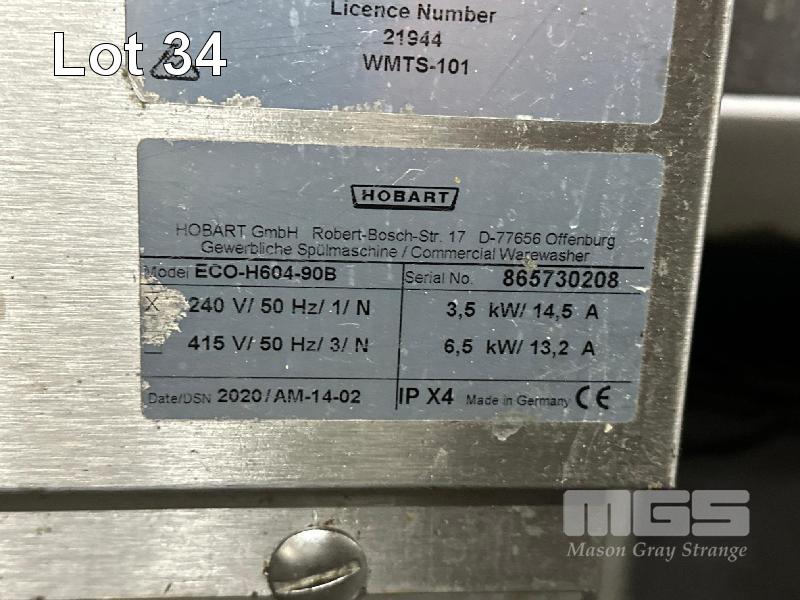 Lot 34
Licence Number
21944
WMTS-101
HOBART
HOBART GmbH Robert-Bosch-Str. 17 D-77656 Offenburg
Gewerbliche Spülmaschine / Commercial Warewasher
Model ECO-H604-90B Serial No. 865730208
X 240 V/ 50 Hz/ 1/ N 3,5 kW/ 14,5 A
415 V/ 50 Hz/ 3/ N 6,5 kW/ 13,2 A
Date/DSN 2020/AM-14-02 IP X4 Made in Germany CE
MGS
Mason Gray Strange